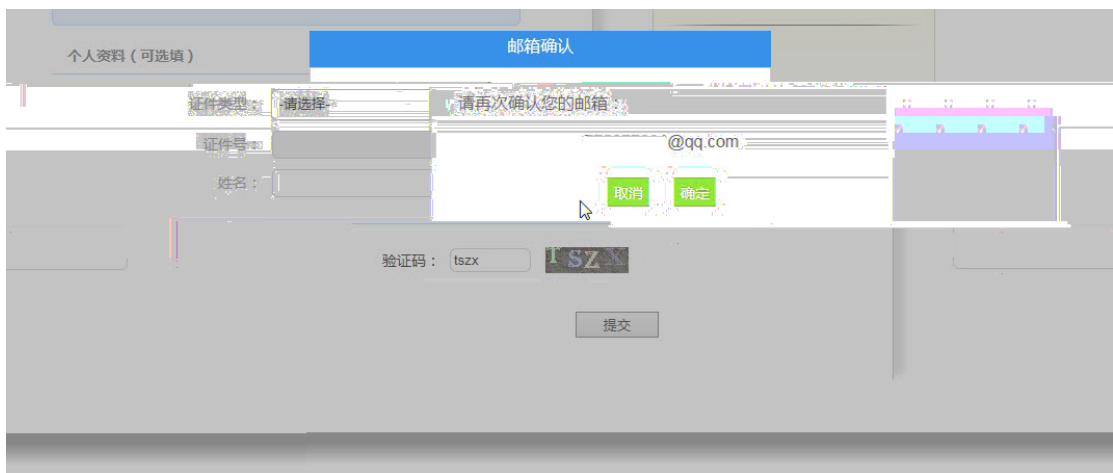 邮箱确认
个人资料（可选填）
证件类型： -请选择-
请再次确认您的邮箱：
证件号：
@qq.com
姓名：
取消 确定
验证码： tszx TSZX
提交